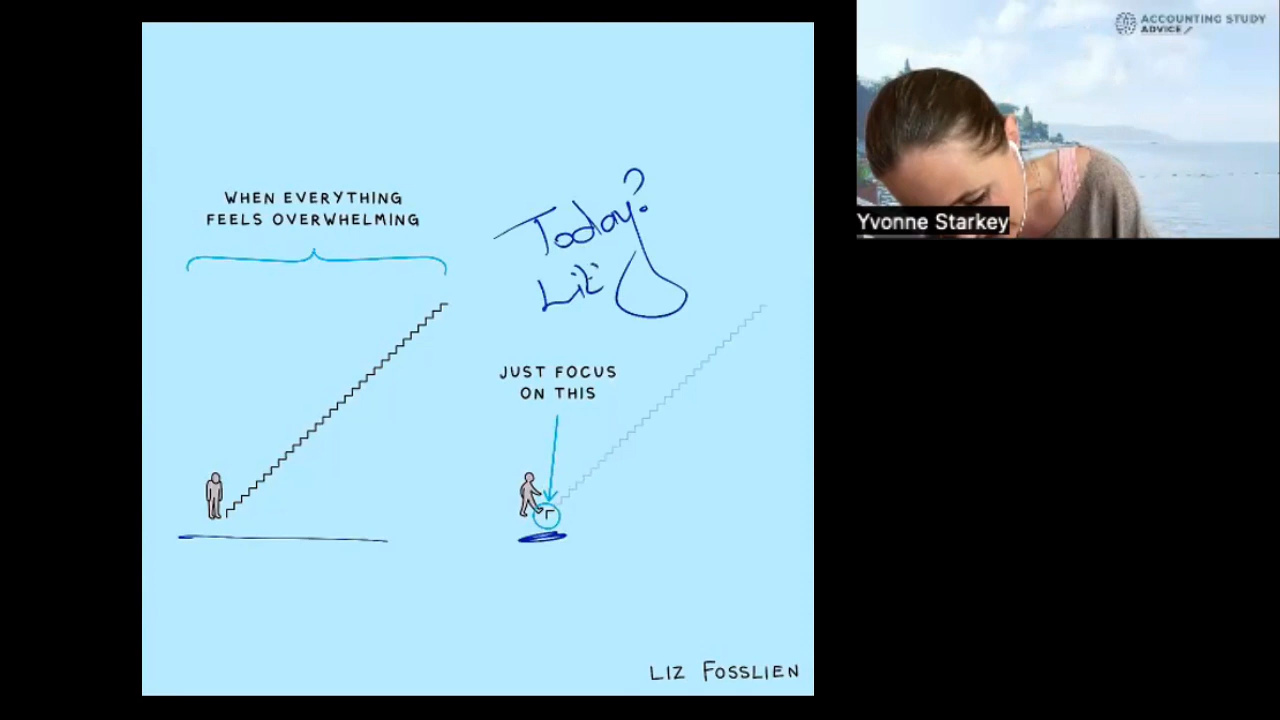 ACCOUNTING STUDY
ADVICE
WHEN EVERYTHING
FEELS OVERWHELMING
Today?
JUST FOCUS
ON THIS
Yvonne Starkey
LIZ FOSSLIEN